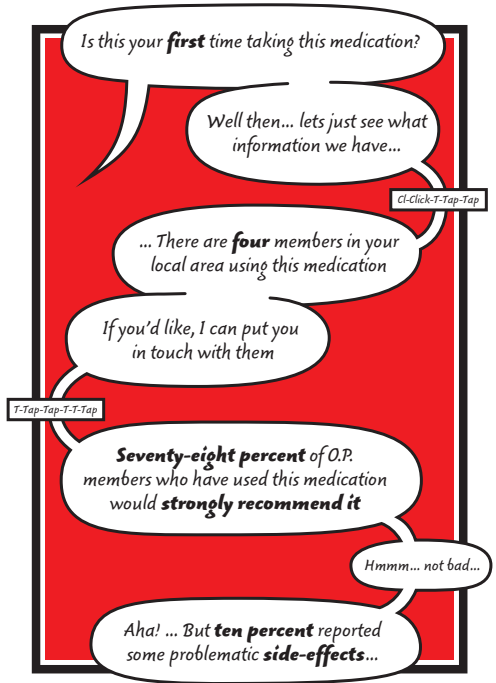 Is this your first time taking this medication?
Well then... lets just see what
information we have...
Cl-Click-T-Tap-Tap
... There are four members in your
local area using this medication
If you'd like, I can put you
in touch with them
T-Tap-Tap-T-T-Tap
Seventy-eight percent of O.P.
members who have used this medication
would strongly recommend it
Hmmm... not bad...
Aha! ... But ten percent reported
some problematic side-effects...